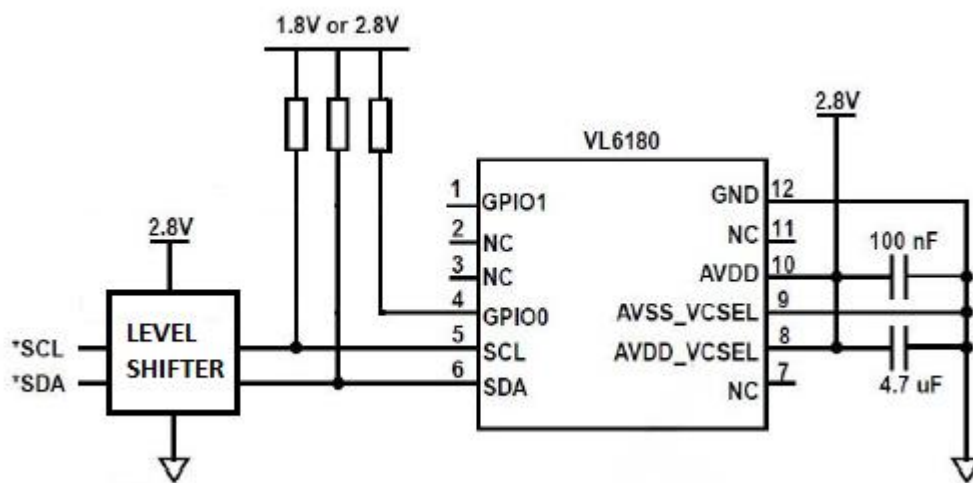 1.8V or 2.8V
2.8V
VL6180
1 GPIO1
2 NC
3 NC
4 GPIO0
5 SCL
6 SDA
GND 12
NC 11
AVDD 10
AVSS_VCSEL 9
AVDD_VCSEL 8
NC 7
100 nF
4.7 uF
2.8V
LEVEL
SHIFTER
*SCL
*SDA